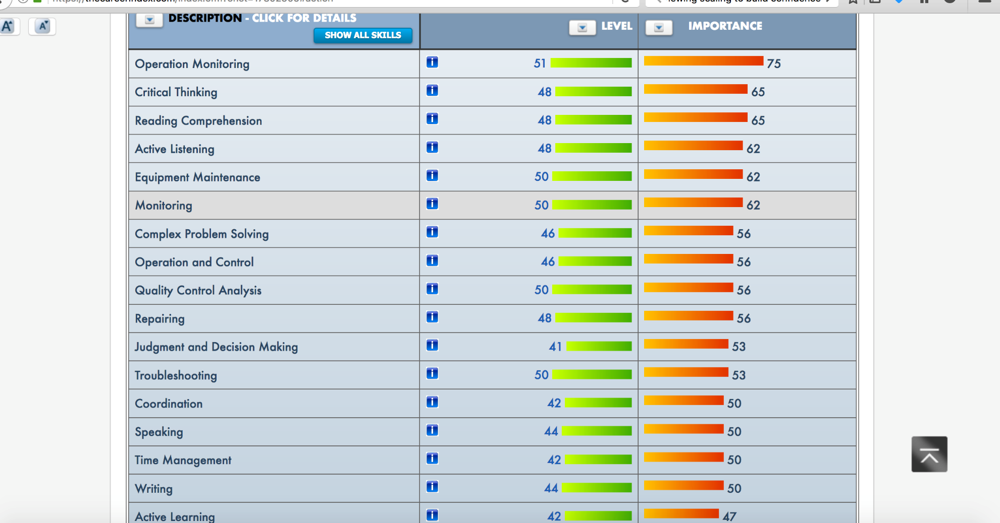 DESCRIPTION - CLICK FOR DETAILS
SHOW ALL SKILLS
LEVEL
IMPORTANCE
Operation Monitoring 51 75
Critical Thinking 48 65
Reading Comprehension 48 65
Active Listening 48 62
Equipment Maintenance 50 62
Monitoring 50 62
Complex Problem Solving 46 56
Operation and Control 46 56
Quality Control Analysis 50 56
Repairing 48 56
Judgment and Decision Making 41 53
Troubleshooting 50 53
Coordination 42 50
Speaking 44 50
Time Management 42 50
Writing 44 50
Active Learning 42 47